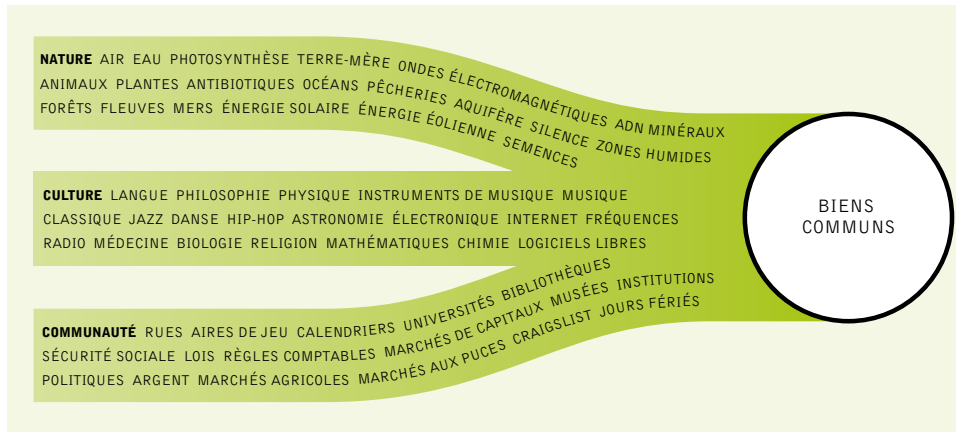 NATURE AIR EAU PHOTOSYNTHÈSE TERRE-MÈRE ONDES ÉLECTROMAGNÉTIQUES ADN MINÉRAUX
ANIMAUX PLANTES ANTIBIOTIQUES OCÉANS PÊCHERIES AQUIFÈRE SILENCE ZONES HUMIDES
FORÊTS FLEUVES MERS ÉNERGIE SOLAIRE ÉNERGIE ÉOLIENNE SEMENCES
CULTURE LANGUE PHILOSOPHIE PHYSIQUE INSTRUMENTS DE MUSIQUE MUSIQUE
CLASSIQUE JAZZ DANSE HIP-HOP ASTRONOMIE ÉLECTRONIQUE INTERNET FRÉQUENCES
RADIO MÉDECINE BIOLOGIE RELIGION MATHÉMATIQUES CHIMIE LOGICIELS LIBRES
COMMUNAUTÉ RUES AIRES DE JEU CALENDRIERS UNIVERSITÉS BIBLIOTHÈQUES
SÉCURITÉ SOCIALE LOIS RÈGLES COMPTABLES MARCHÉS DE CAPITAUX MUSÉES INSTITUTIONS
POLITIQUES ARGENT MARCHÉS AGRICOLES MARCHÉS AUX PUCES CRAIGSLIST JOURS FÉRIÉS
BIENS
COMMUNS